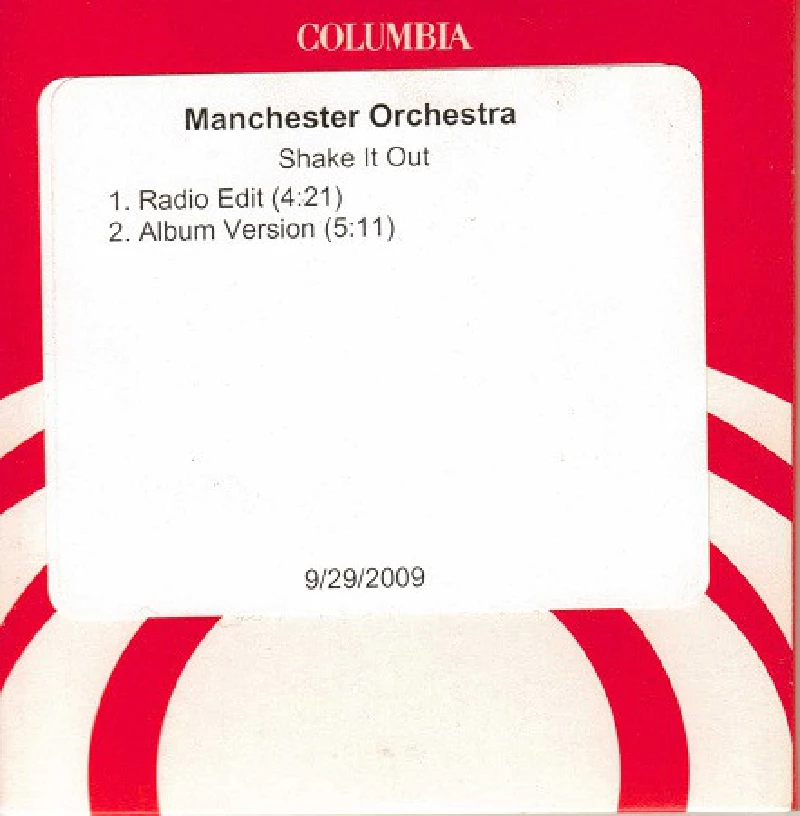 COLUMBIA
Manchester Orchestra
Shake It Out
1. Radio Edit (4:21)
2. Album Version (5:11)
9/29/2009